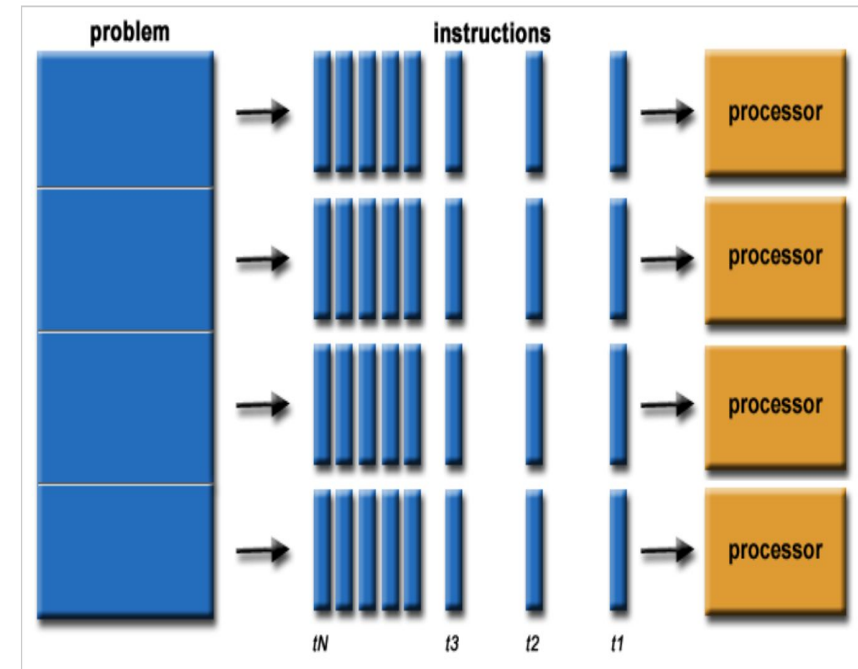 problem
instructions
processor
processor
processor
processor
tN t3 t2 t1